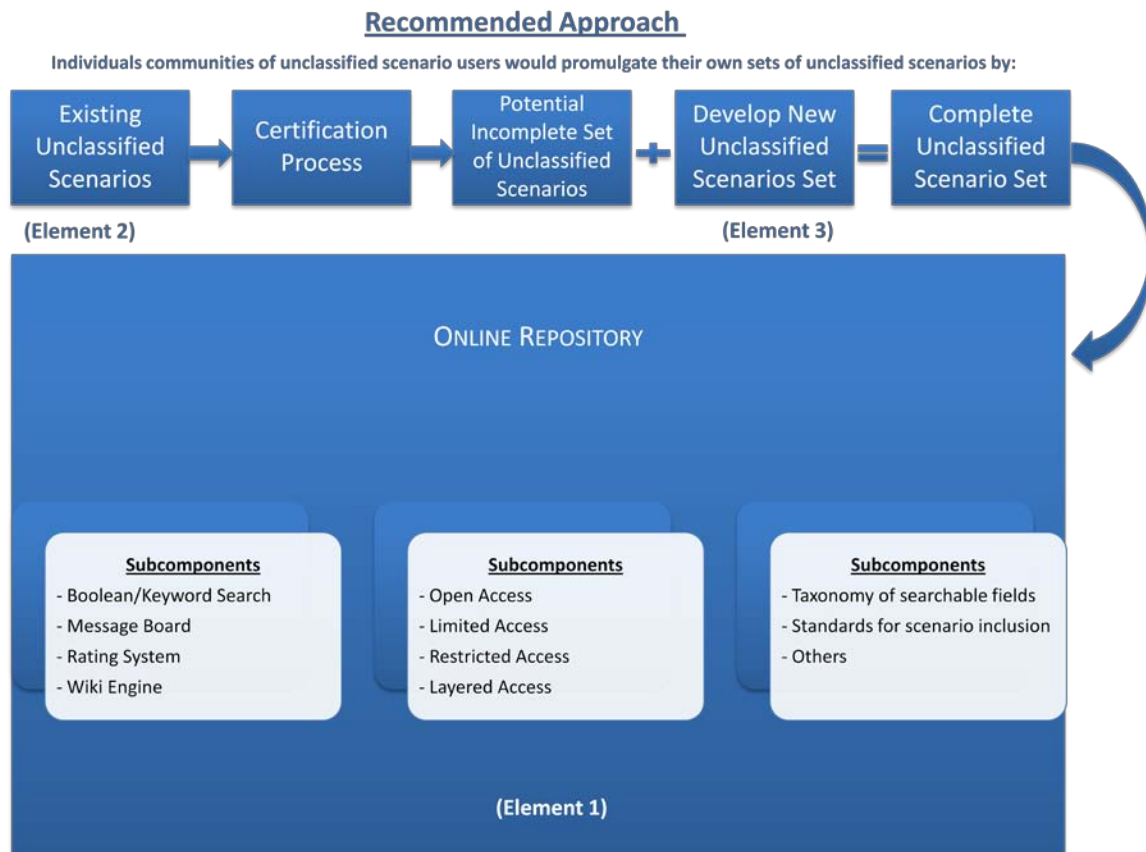 Recommended Approach
Individuals communities of unclassified scenario users would promulgate their own sets of unclassified scenarios by:
Existing
Unclassified
Scenarios
Certification
Process
Potential
Incomplete Set
of Unclassified
Scenarios
Develop New
Unclassified
Scenarios Set
Complete
Unclassified
Scenario Set
(Element 2)
(Element 3)
ONLINE REPOSITORY
Subcomponents
- Boolean/Keyword Search
- Message Board
- Rating System
- Wiki Engine
Subcomponents
- Open Access
- Limited Access
- Restricted Access
- Layered Access
Subcomponents
- Taxonomy of searchable fields
- Standards for scenario inclusion
- Others
(Element 1)